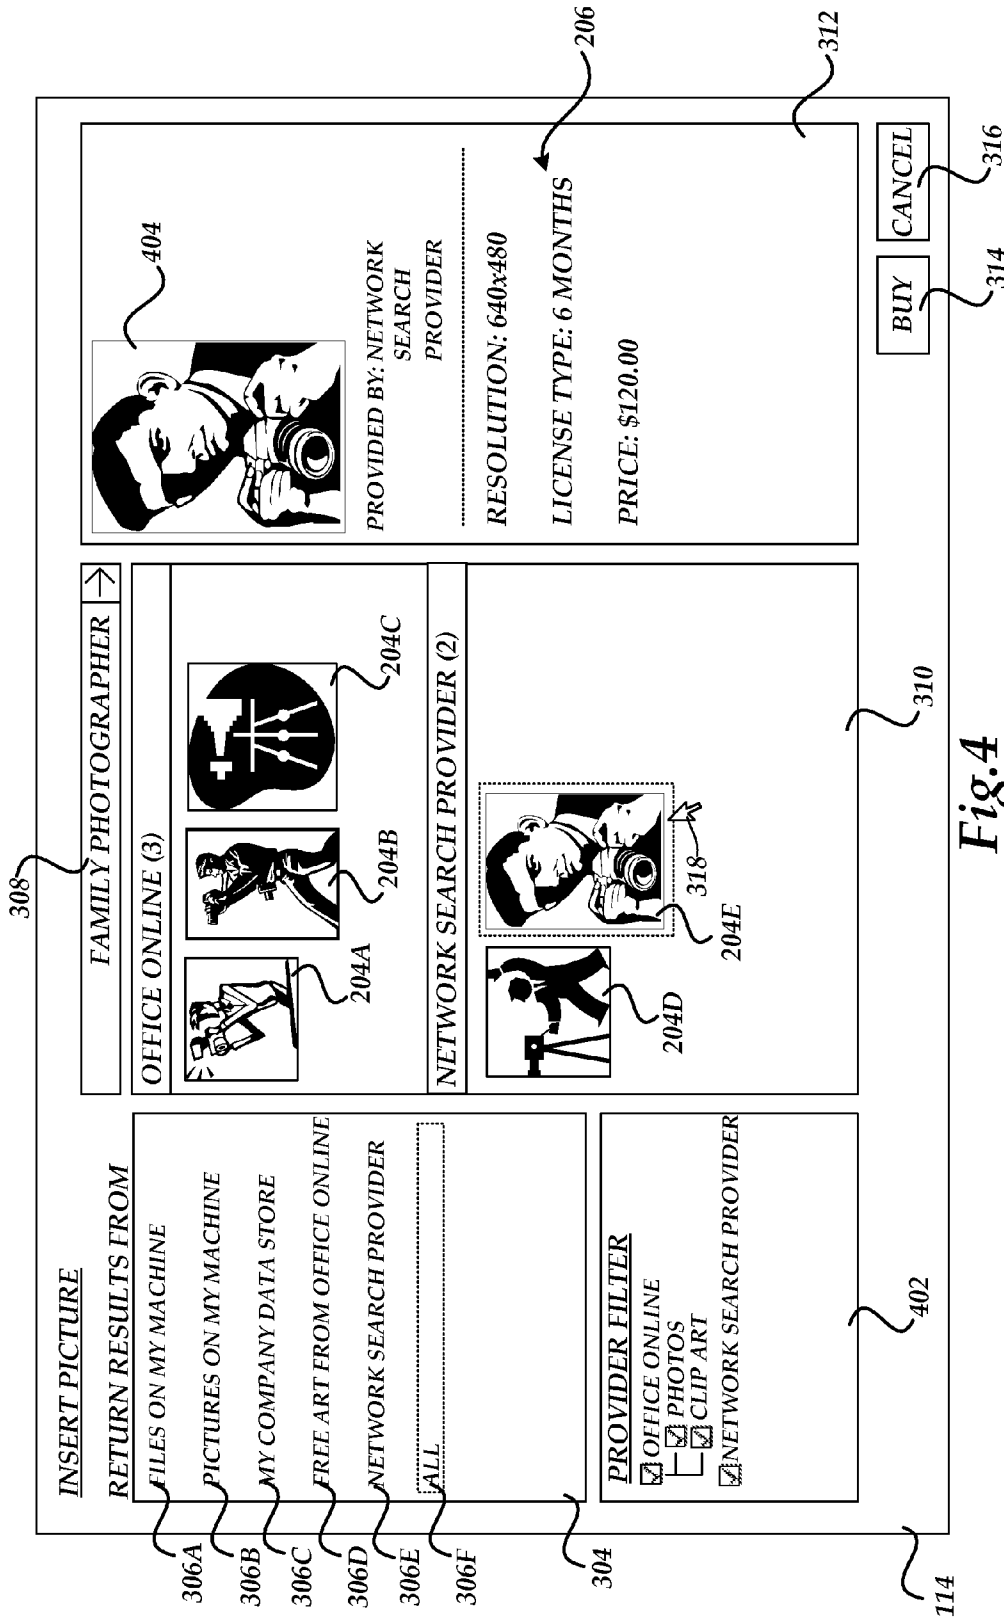 INSERT PICTURE
RETURN RESULTS FROM
FILES ON MY MACHINE
PICTURES ON MY MACHINE
MY COMPANY DATA STORE
FREE ART FROM OFFICE ONLINE
NETWORK SEARCH PROVIDER
ALL
306A
306B
306C
306D
306E
306F
304
PROVIDER FILTER
OFFICE ONLINE
PHOTOS
CLIP ART
NETWORK SEARCH PROVIDER
402
114
308
FAMILY PHOTOGRAPHER
OFFICE ONLINE (3)
204A
204B
204C
NETWORK SEARCH PROVIDER (2)
204D
204E
318
310
404
PROVIDED BY: NETWORK
SEARCH
PROVIDER
RESOLUTION: 640x480
LICENSE TYPE: 6 MONTHS
PRICE: $120.00
206
312
BUY
CANCEL
314
316
Fig.4